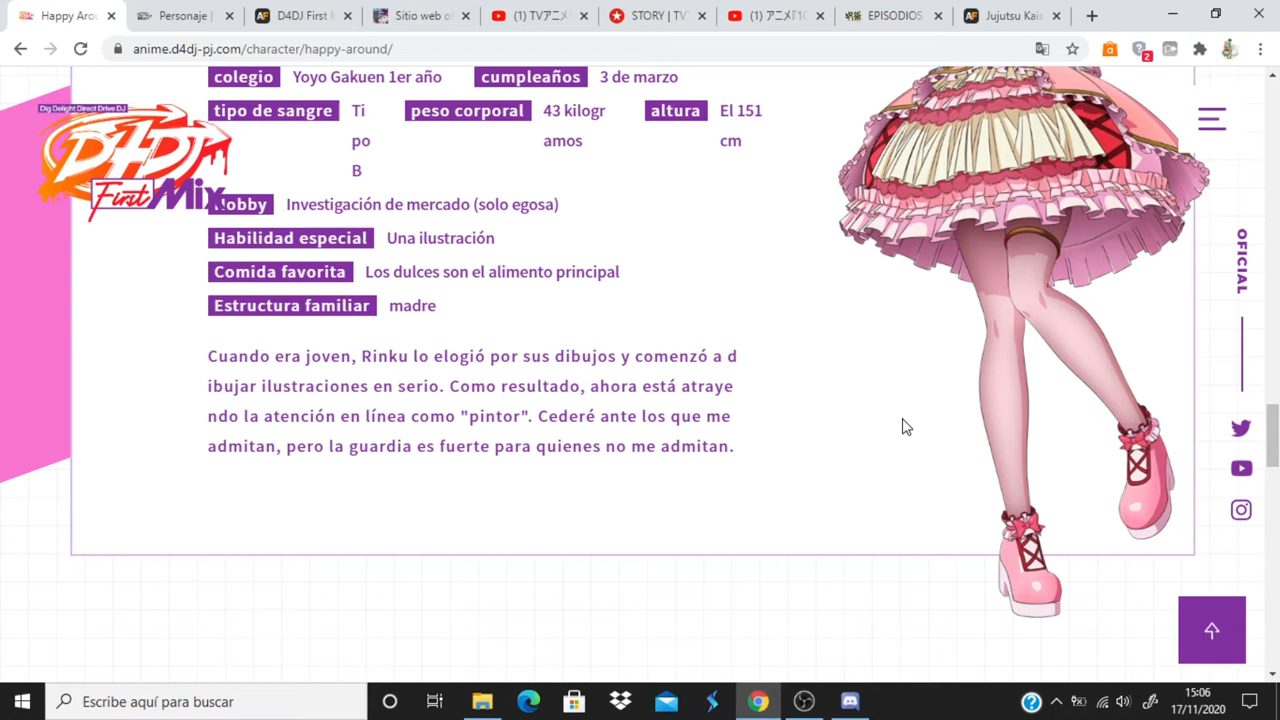 Happy Arou
Personaje |
D4DJ First M
Sitio web of
(1) TVアニメ
STORY | TV
(1) アニメ『10
EPISODIOS
Jujutsu Kais
anime.d4dj-pj.com/character/happy-around/
2
colegio Yoyo Gakuen 1er año cumpleaños 3 de marzo
tipo de sangre Ti peso corporal 43 kilogr altura El 151
po amos cm
B
Dig Delight Direct Drive DJ
D4DJ
First Mix
Hobby Investigación de mercado (solo egosa)
Habilidad especial Una ilustración
Comida favorita Los dulces son el alimento principal
Estructura familiar madre
Cuando era joven, Rinku lo elogió por sus dibujos y comenzó a d
ibujar ilustraciones en serio. Como resultado, ahora está atraye
ndo la atención en línea como "pintor". Cederé ante los que me
admitan, pero la guardia es fuerte para quienes no me admitan.
OFICIAL
Escribe aquí para buscar
15:06
17/11/2020